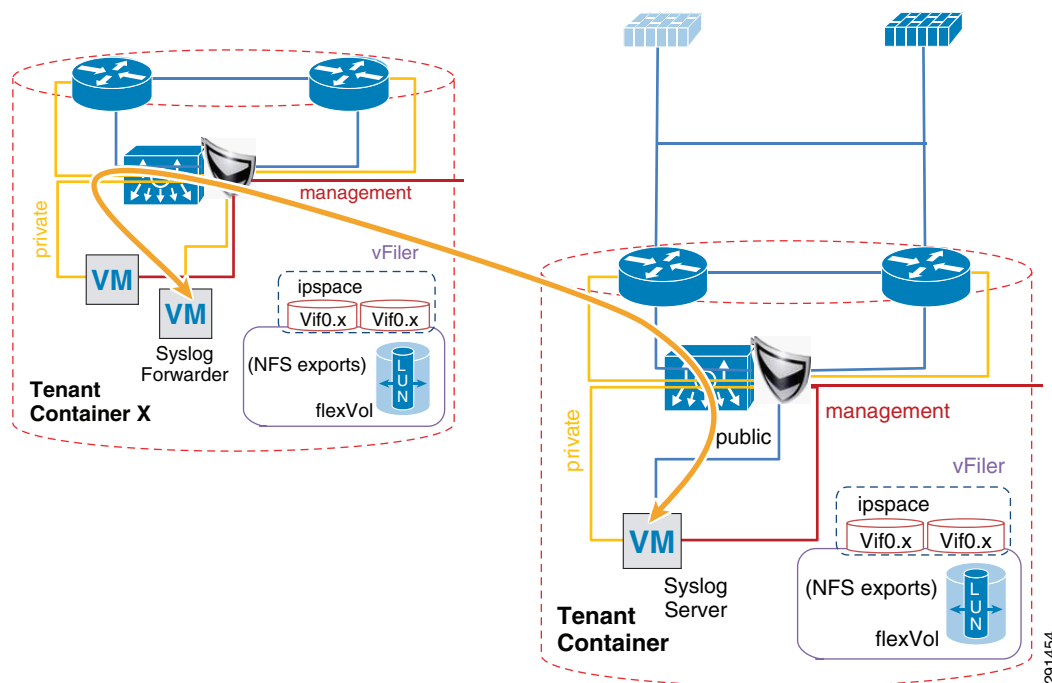 management
private
vFiler
VM
ipspace
VM
Vif0.x
Vif0.x
Syslog
Forwarder
(NFS exports)
LUN
Tenant
Container X
flexVol
management
public
private
vFiler
ipspace
VM
Vif0.x
Vif0.x
Syslog
Server
(NFS exports)
LUN
Tenant
Container
flexVol
291454